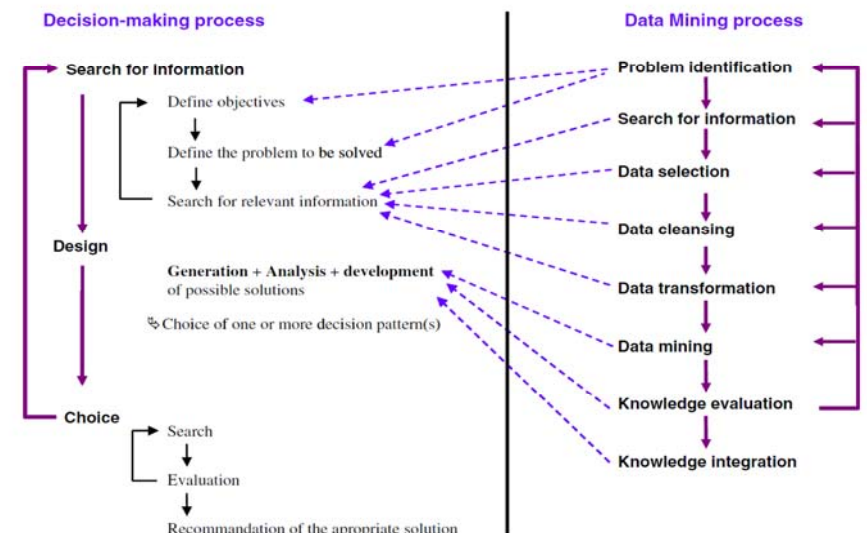 Decision-making process
Search for information
Define objectives
Define the problem to be solved
Search for relevant information
Design
Generation + Analysis + development
of possible solutions
Choice of one or more decision pattern(s)
Choice
Search
Evaluation
Recommandation of the apropriate solution
Data Mining process
Problem identification
Search for information
Data selection
Data cleansing
Data transformation
Data mining
Knowledge evaluation
Knowledge integration